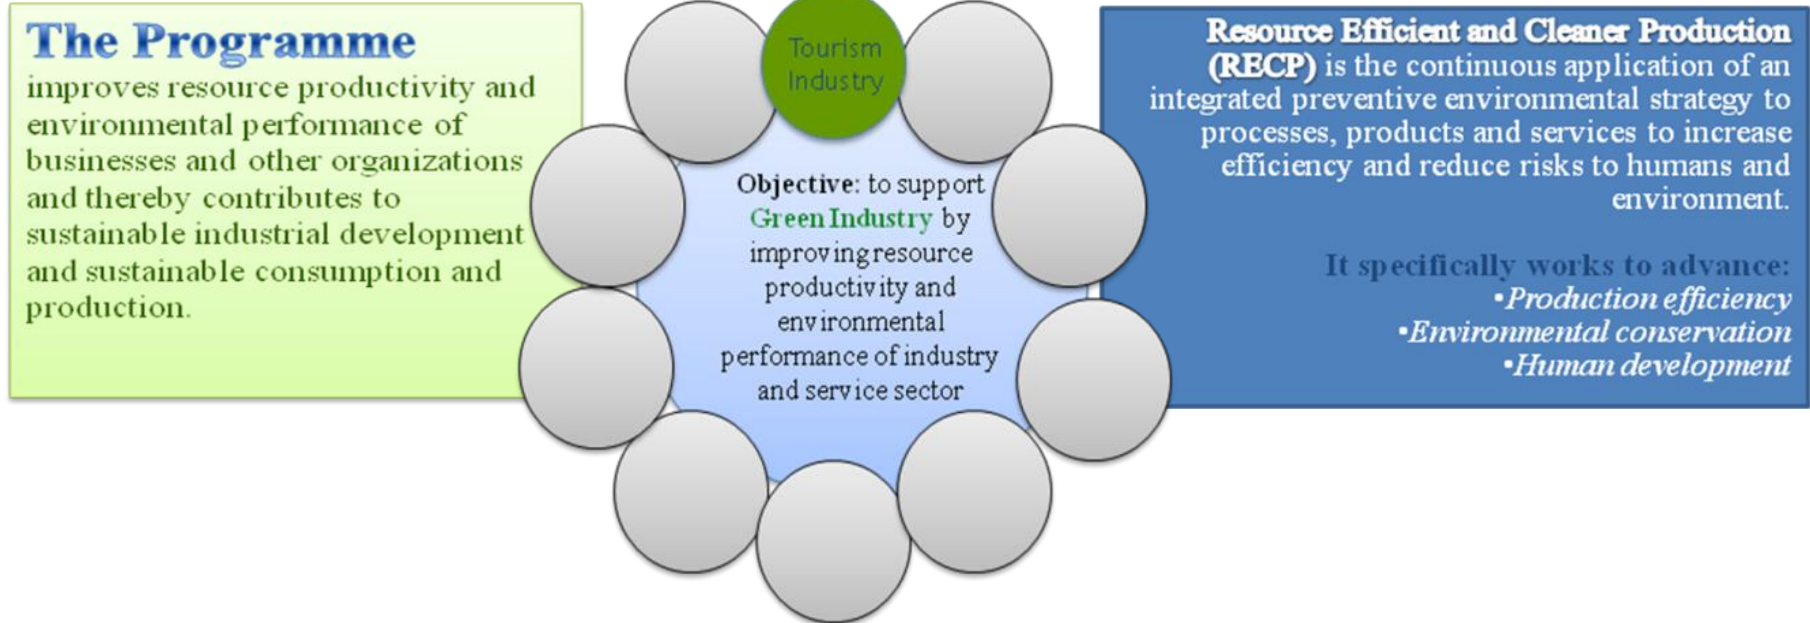 The Programme
improves resource productivity and
environmental performance of
businesses and other organizations
and thereby contributes to
sustainable industrial development
and sustainable consumption and
production.
Tourism
Industry
Objective: to support
Green Industry by
improving resource
productivity and
environmental
performance of industry
and service sector
Resource Efficient and Cleaner Production
(RECP) is the continuous application of an
integrated preventive environmental strategy to
processes, products and services to increase
efficiency and reduce risks to humans and
environment.
It specifically works to advance:
•Production efficiency
•Environmental conservation
•Human development